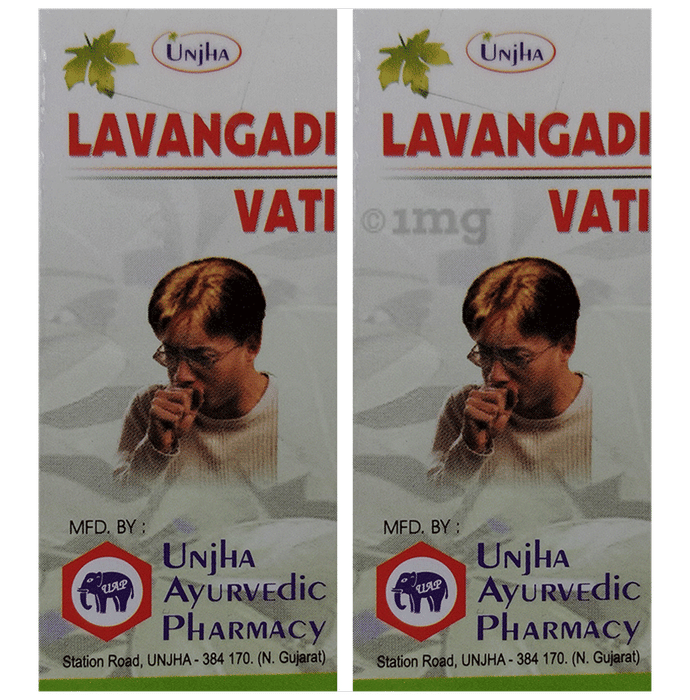 UNJHA
LAVANGADI
VATI
MFD. BY :
UAP
UNJHA
AYURVEDIC
PHARMACY
Station Road, UNJHA - 384 170. (N. Gujarat)
UNJHA
LAVANGADI
VATI
©1mg
MFD. BY :
UAP
UNJHA
AYURVEDIC
PHARMACY
Station Road, UNJHA - 384 170. (N. Gujarat)